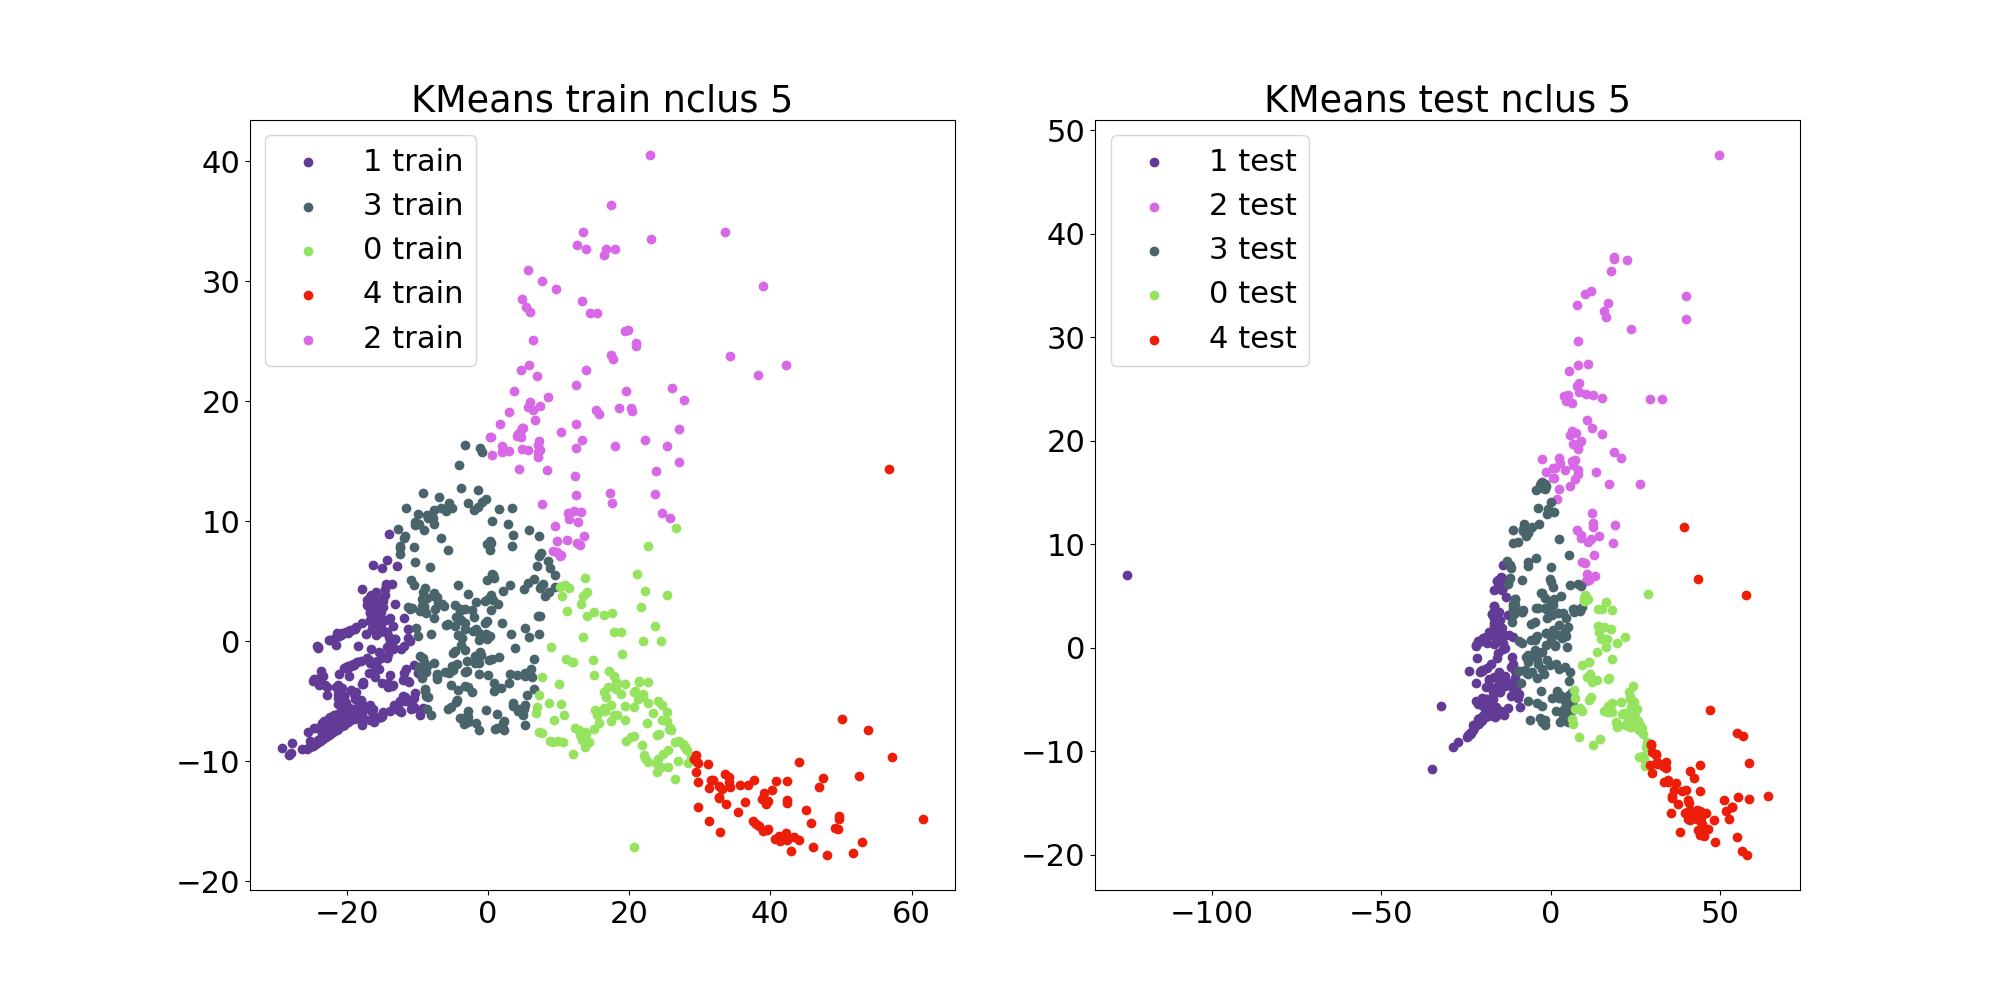 KMeans train nclus 5
1 train
3 train
0 train
4 train
2 train
40
30
20
10
0
−10
−20
−20 0 20 40 60
KMeans test nclus 5
1 test
2 test
3 test
0 test
4 test
50
40
30
20
10
0
−10
−20
−100 −50 0 50